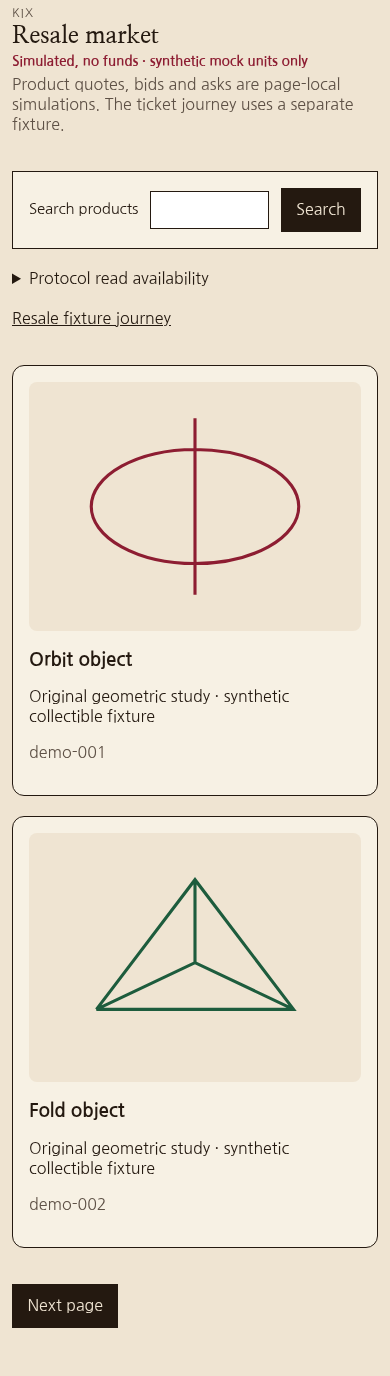 KIX
Resale market
Simulated, no funds · synthetic mock units only
Product quotes, bids and asks are page-local
simulations. The ticket journey uses a separate
fixture.
Search products
Search
Protocol read availability
Resale fixture journey
Orbit object
Original geometric study · synthetic
collectible fixture
demo-001
Fold object
Original geometric study · synthetic
collectible fixture
demo-002
Next page